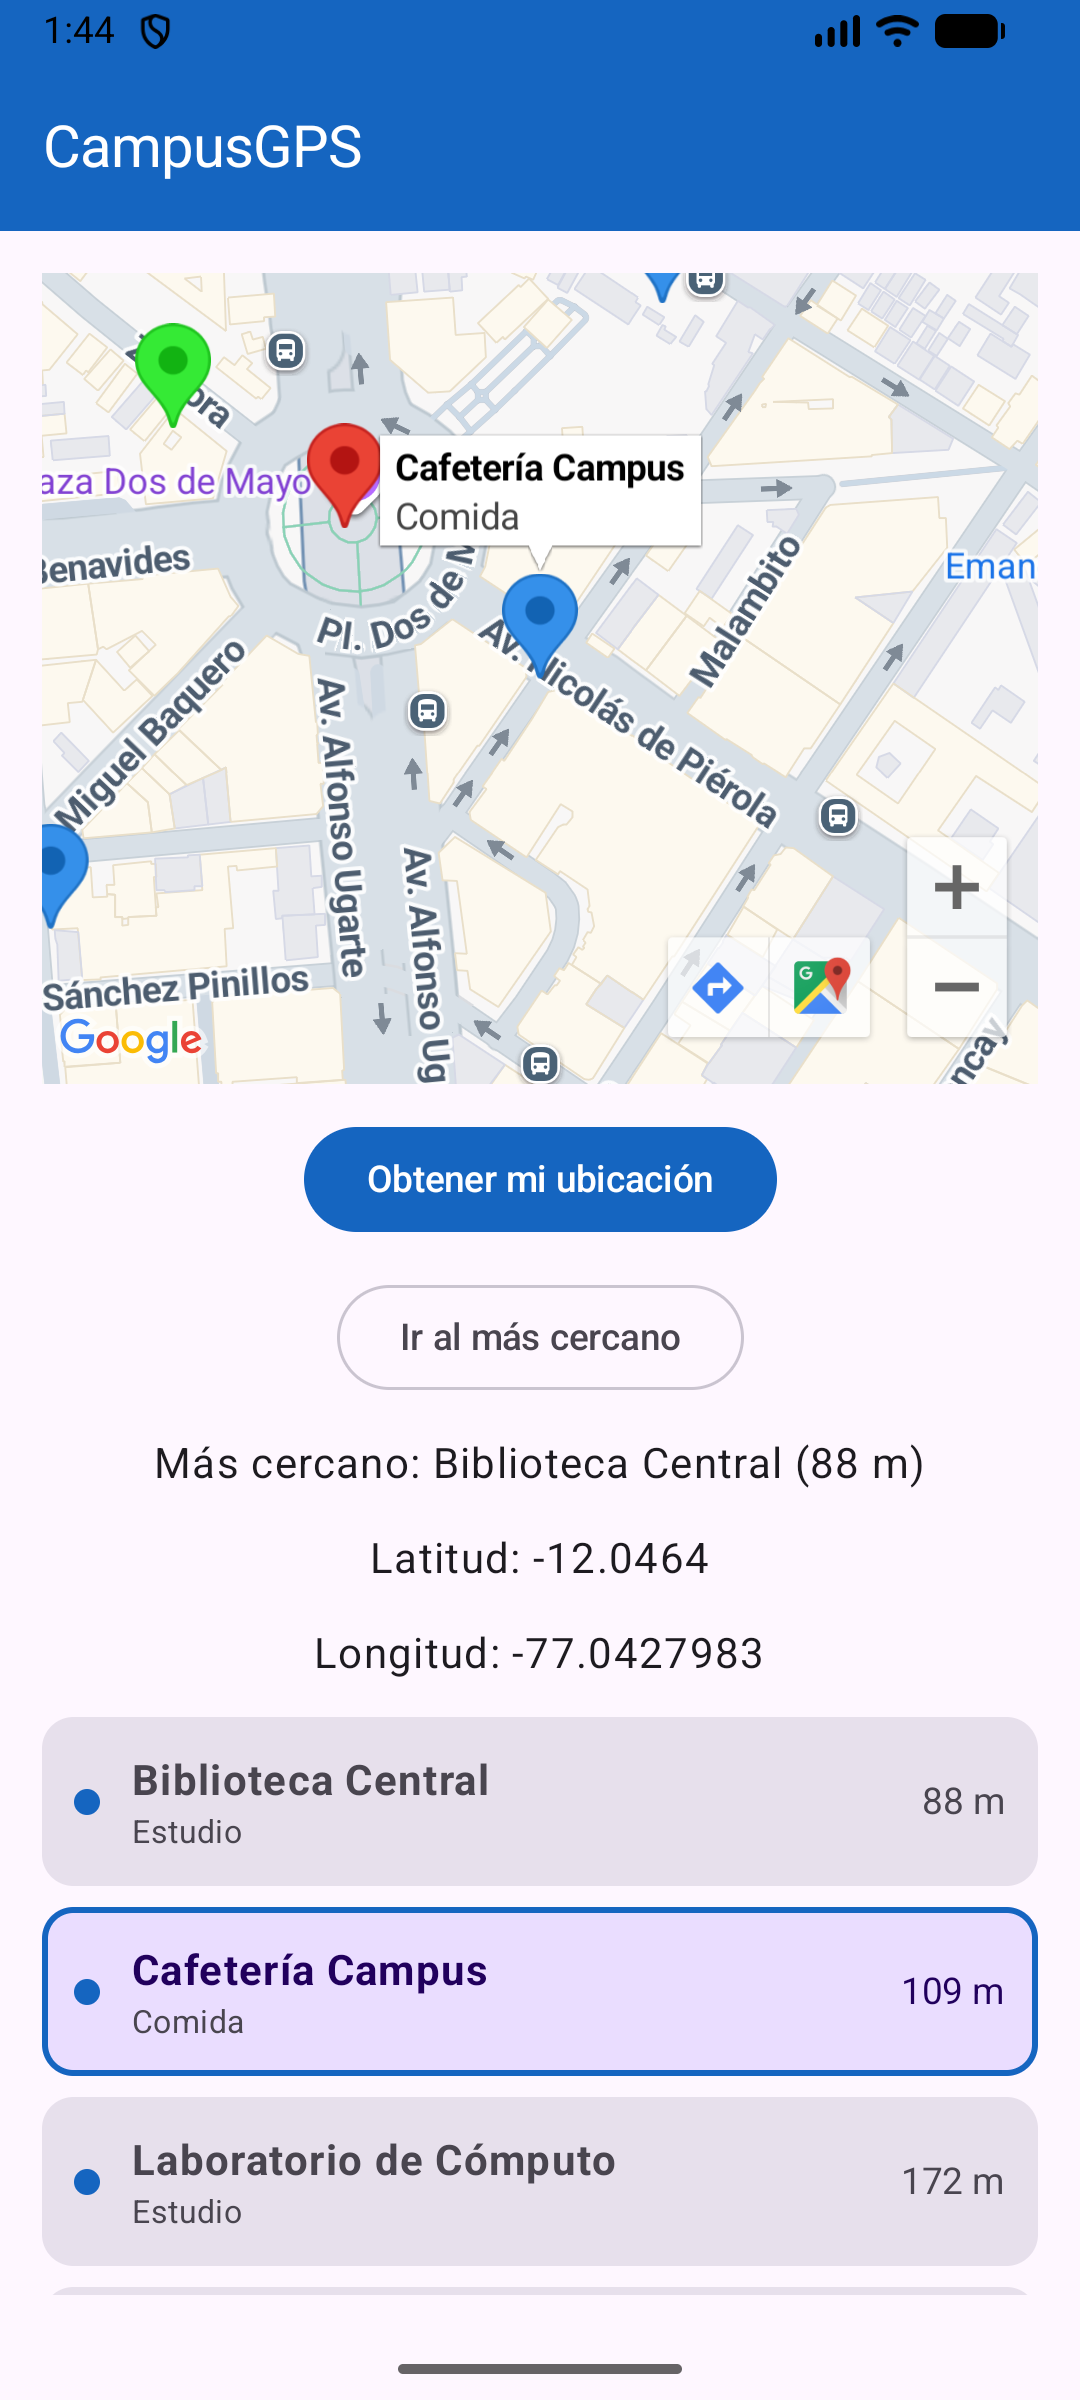 1:44
CampusGPS
ora
aza Dos de Mayo
Cafetería Campus
Comida
Benavides
Pl. Dos de M
Malambito
Eman
Av. Nicolás de Piérola
Miguel Baquero
Av. Alfonso Ugarte
Av. Alfonso Ug
Sánchez Pinillos
Google
ncay
Obtener mi ubicación
Ir al más cercano
Más cercano: Biblioteca Central (88 m)
Latitud: -12.0464
Longitud: -77.0427983
Biblioteca Central
Estudio
88 m
Cafetería Campus
Comida
109 m
Laboratorio de Cómputo
Estudio
172 m